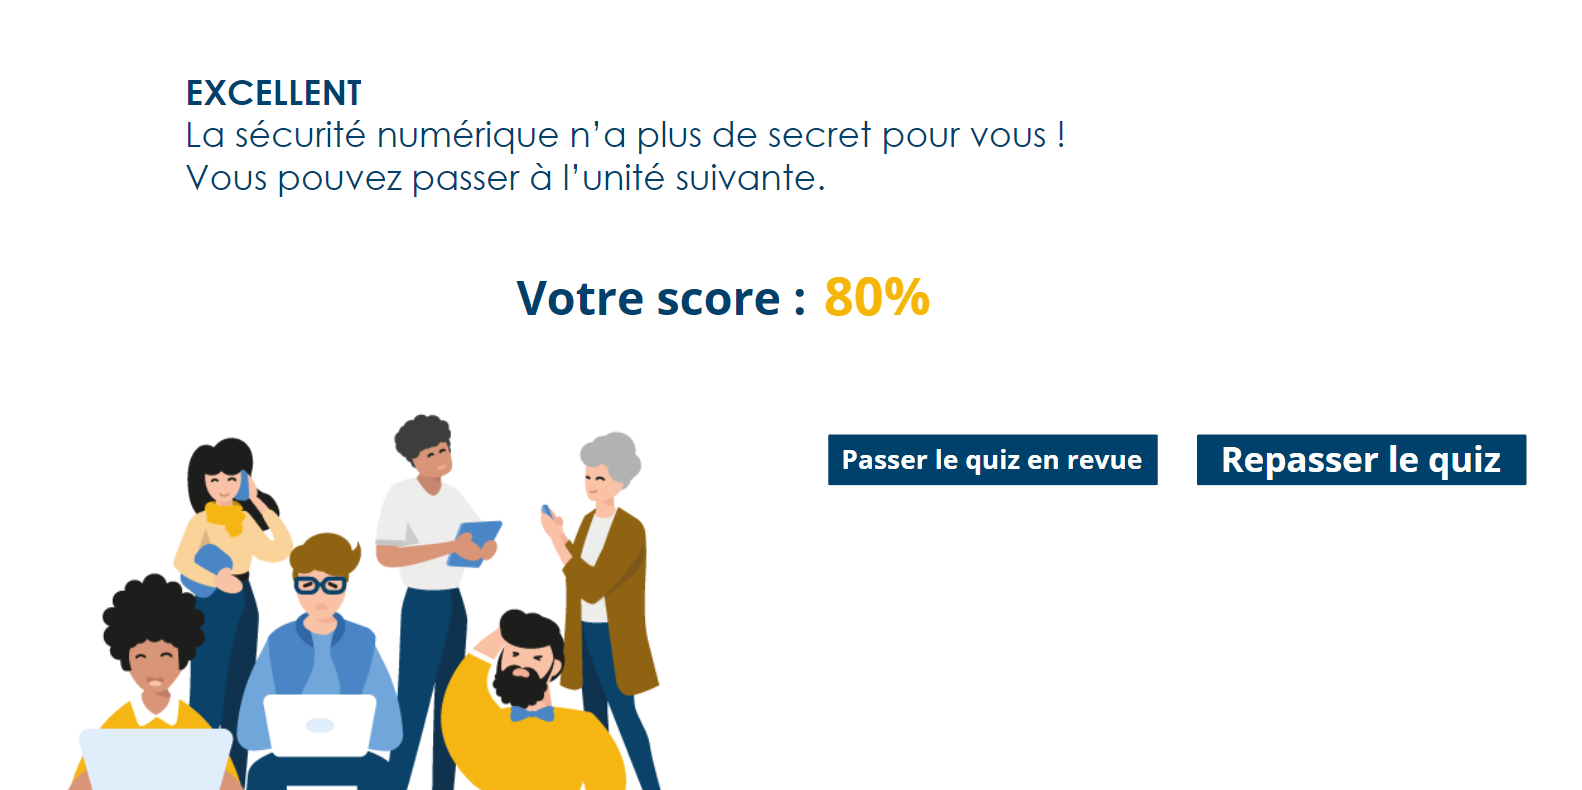 EXCELLENT
La sécurité numérique n’a plus de secret pour vous !
Vous pouvez passer à l’unité suivante.
Votre score : 80%
Passer le quiz en revue
Repasser le quiz